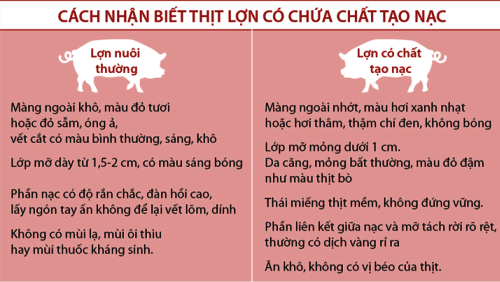 CÁCH NHẬN BIẾT THỊT LỢN CÓ CHỨA CHẤT TẠO NẠC
Lợn nuôi
thường
Màng ngoài khô, màu đỏ tươi
hoặc đỏ sẫm, óng ả,
vết cắt có màu bình thường, sáng, khô
Lớp mỡ dày từ 1,5-2 cm, có màu sáng bóng
Phần nạc có độ rắn chắc, đàn hồi cao,
lấy ngón tay ấn không để lại vết lõm, dính
Không có mùi lạ, mùi ôi thiu
hay mùi thuốc kháng sinh.
Lợn có chất
tạo nạc
Màng ngoài nhớt, màu hơi xanh nhạt
hoặc hơi thâm, thậm chí đen, không bóng
Lớp mỡ mỏng dưới 1 cm.
Da căng, mỏng bất thường, màu đỏ đậm
như màu thịt bò
Thái miếng thịt mềm, không đứng vững.
Phần liên kết giữa nạc và mỡ tách rời rõ rệt,
thường có dịch vàng rỉ ra
Ăn khô, không có vị béo của thịt.